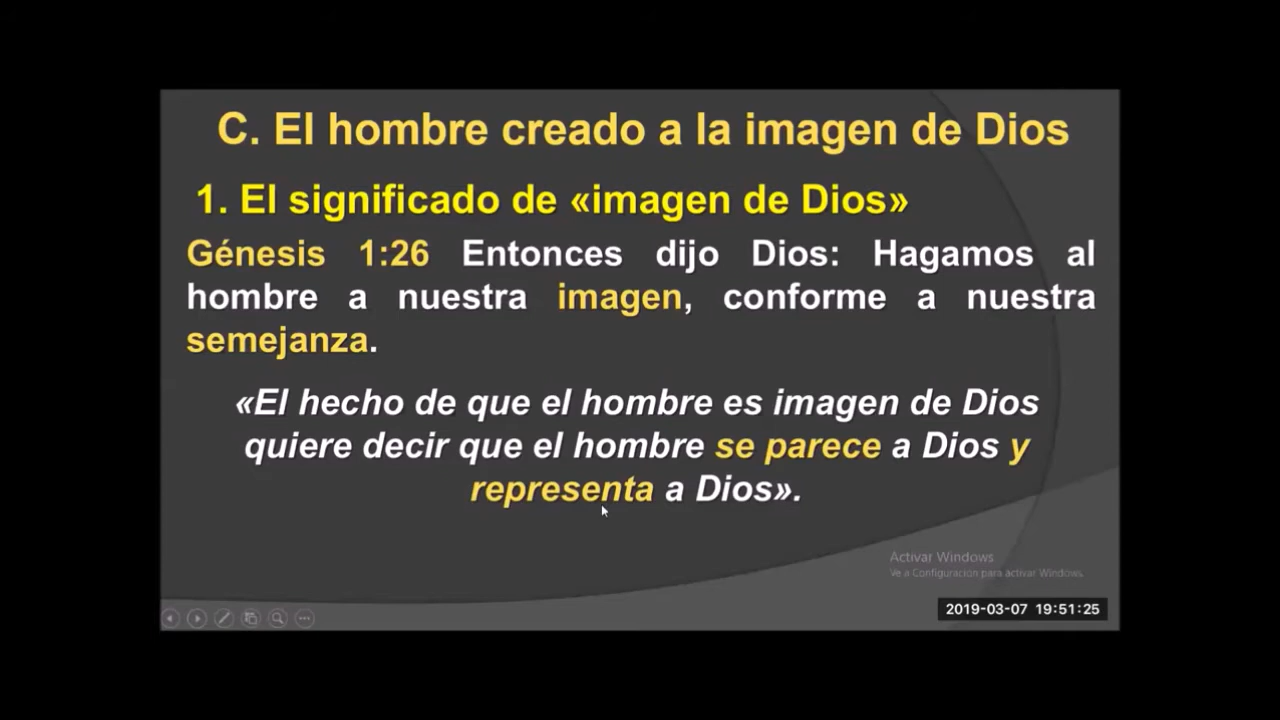 C. El hombre creado a la imagen de Dios
1. El significado de «imagen de Dios»
Génesis 1:26 Entonces dijo Dios: Hagamos al
hombre a nuestra imagen, conforme a nuestra
semejanza.
«El hecho de que el hombre es imagen de Dios
quiere decir que el hombre se parece a Dios y
representa a Dios».
Activar Windows
Ve a Configuración para activar Windows.
2019-03-07 19:51:25